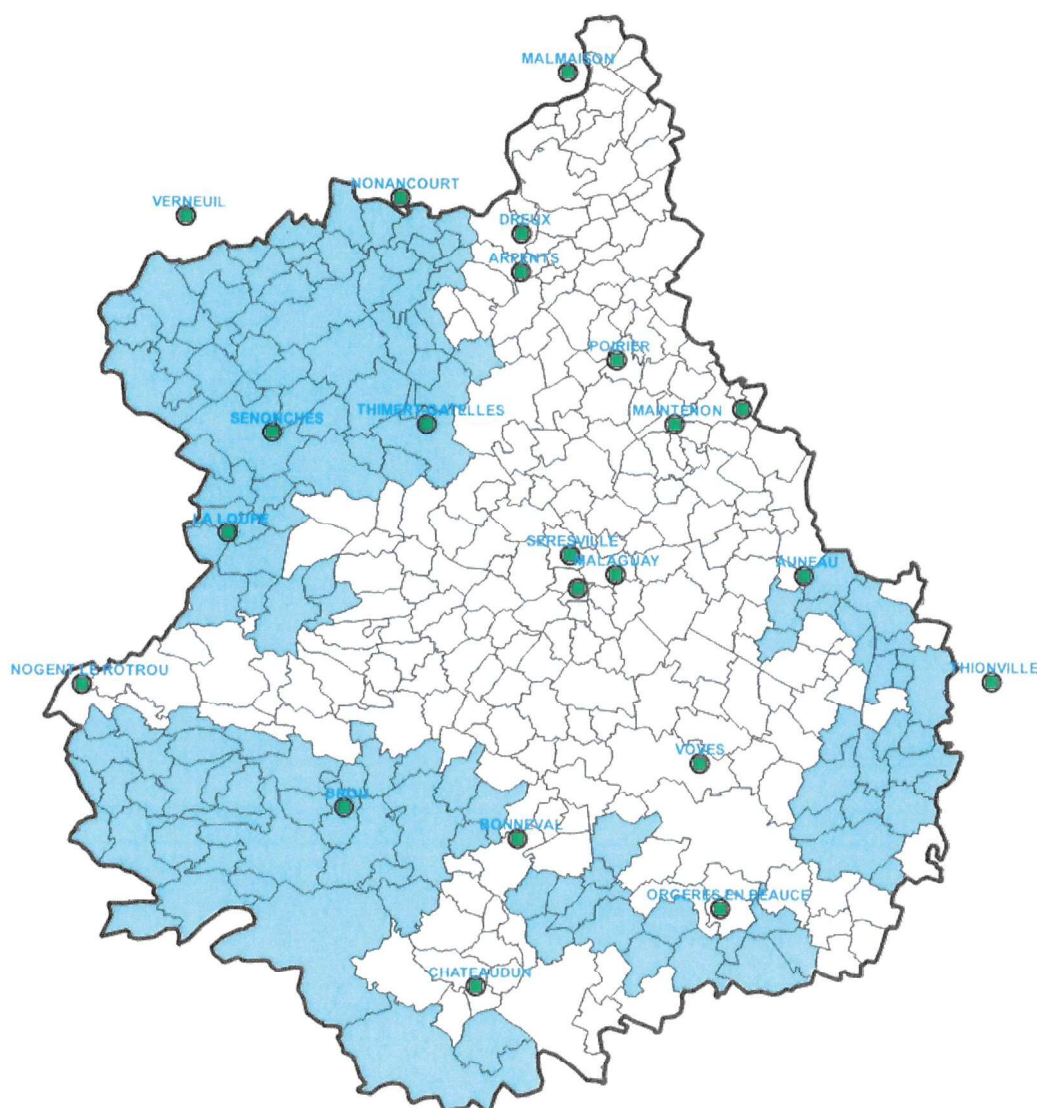 MALMAISON
NONANCOURT
VERNEUIL
DREUX
ARPENTS
POIRIER
THIMERT GATELLES
MAINTENON
SENONCHES
LA LOUPE
SERESVILLE
MALAGUAY
AUNEAU
NOGENT LE ROTROU
THIONVILLE
VOVES
BROU
BONNEVAL
ORGERES EN BEAUCE
CHATEAUDUN